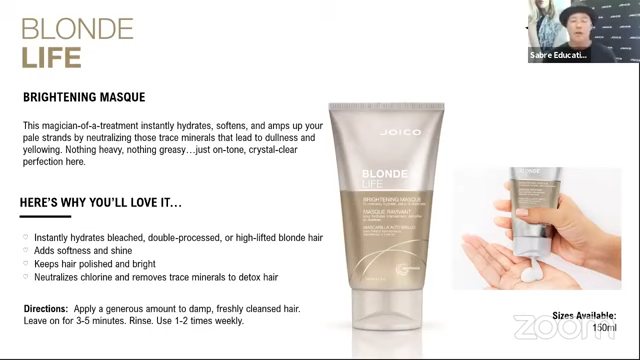 BLONDE
LIFE
BRIGHTENING MASQUE
This magician-of-a-treatment instantly hydrates, softens, and amps up your
pale strands by neutralizing those trace minerals that lead to dullness and
yellowing. Nothing heavy, nothing greasy…just on-tone, crystal-clear
perfection here.
HERE'S WHY YOU'LL LOVE IT…
Instantly hydrates bleached, double-processed, or high-lifted blonde hair
Adds softness and shine
Keeps hair polished and bright
Neutralizes chlorine and removes trace minerals to detox hair
Directions: Apply a generous amount to damp, freshly cleansed hair.
Leave on for 3-5 minutes. Rinse. Use 1-2 times weekly.
JOICO
BLONDE
LIFE
BRIGHTENING MASQUE
MASQUE RAVIVANT
BLONDE
Sabre Educati...
Sizes Available:
150ml
zoom